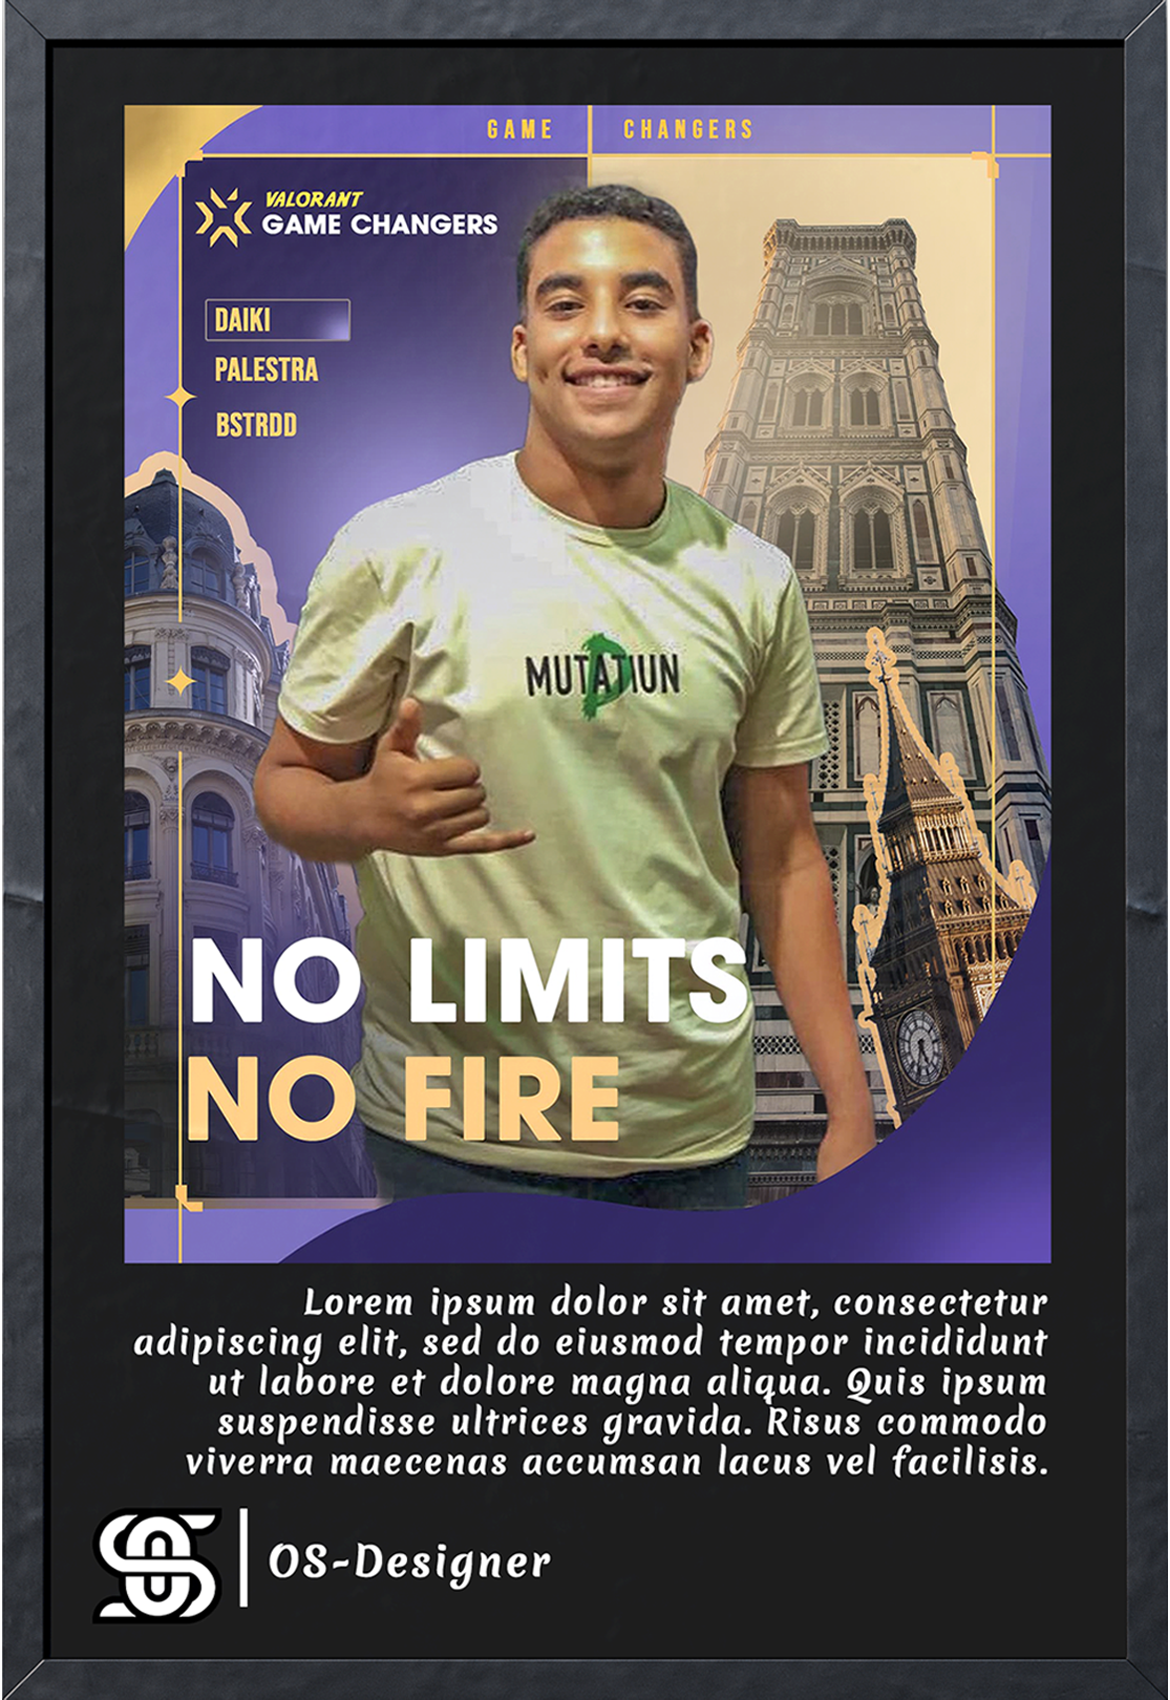 GAME CHANGERS
VALORANT
GAME CHANGERS
DAIKI
PALESTRA
BSTRDD
MUTATIUN
NO LIMITS
NO FIRE
Lorem ipsum dolor sit amet, consectetur
adipiscing elit, sed do eiusmod tempor incididunt
ut labore et dolore magna aliqua. Quis ipsum
suspendisse ultrices gravida. Risus commodo
viverra maecenas accumsan lacus vel facilisis.
OS-Designer